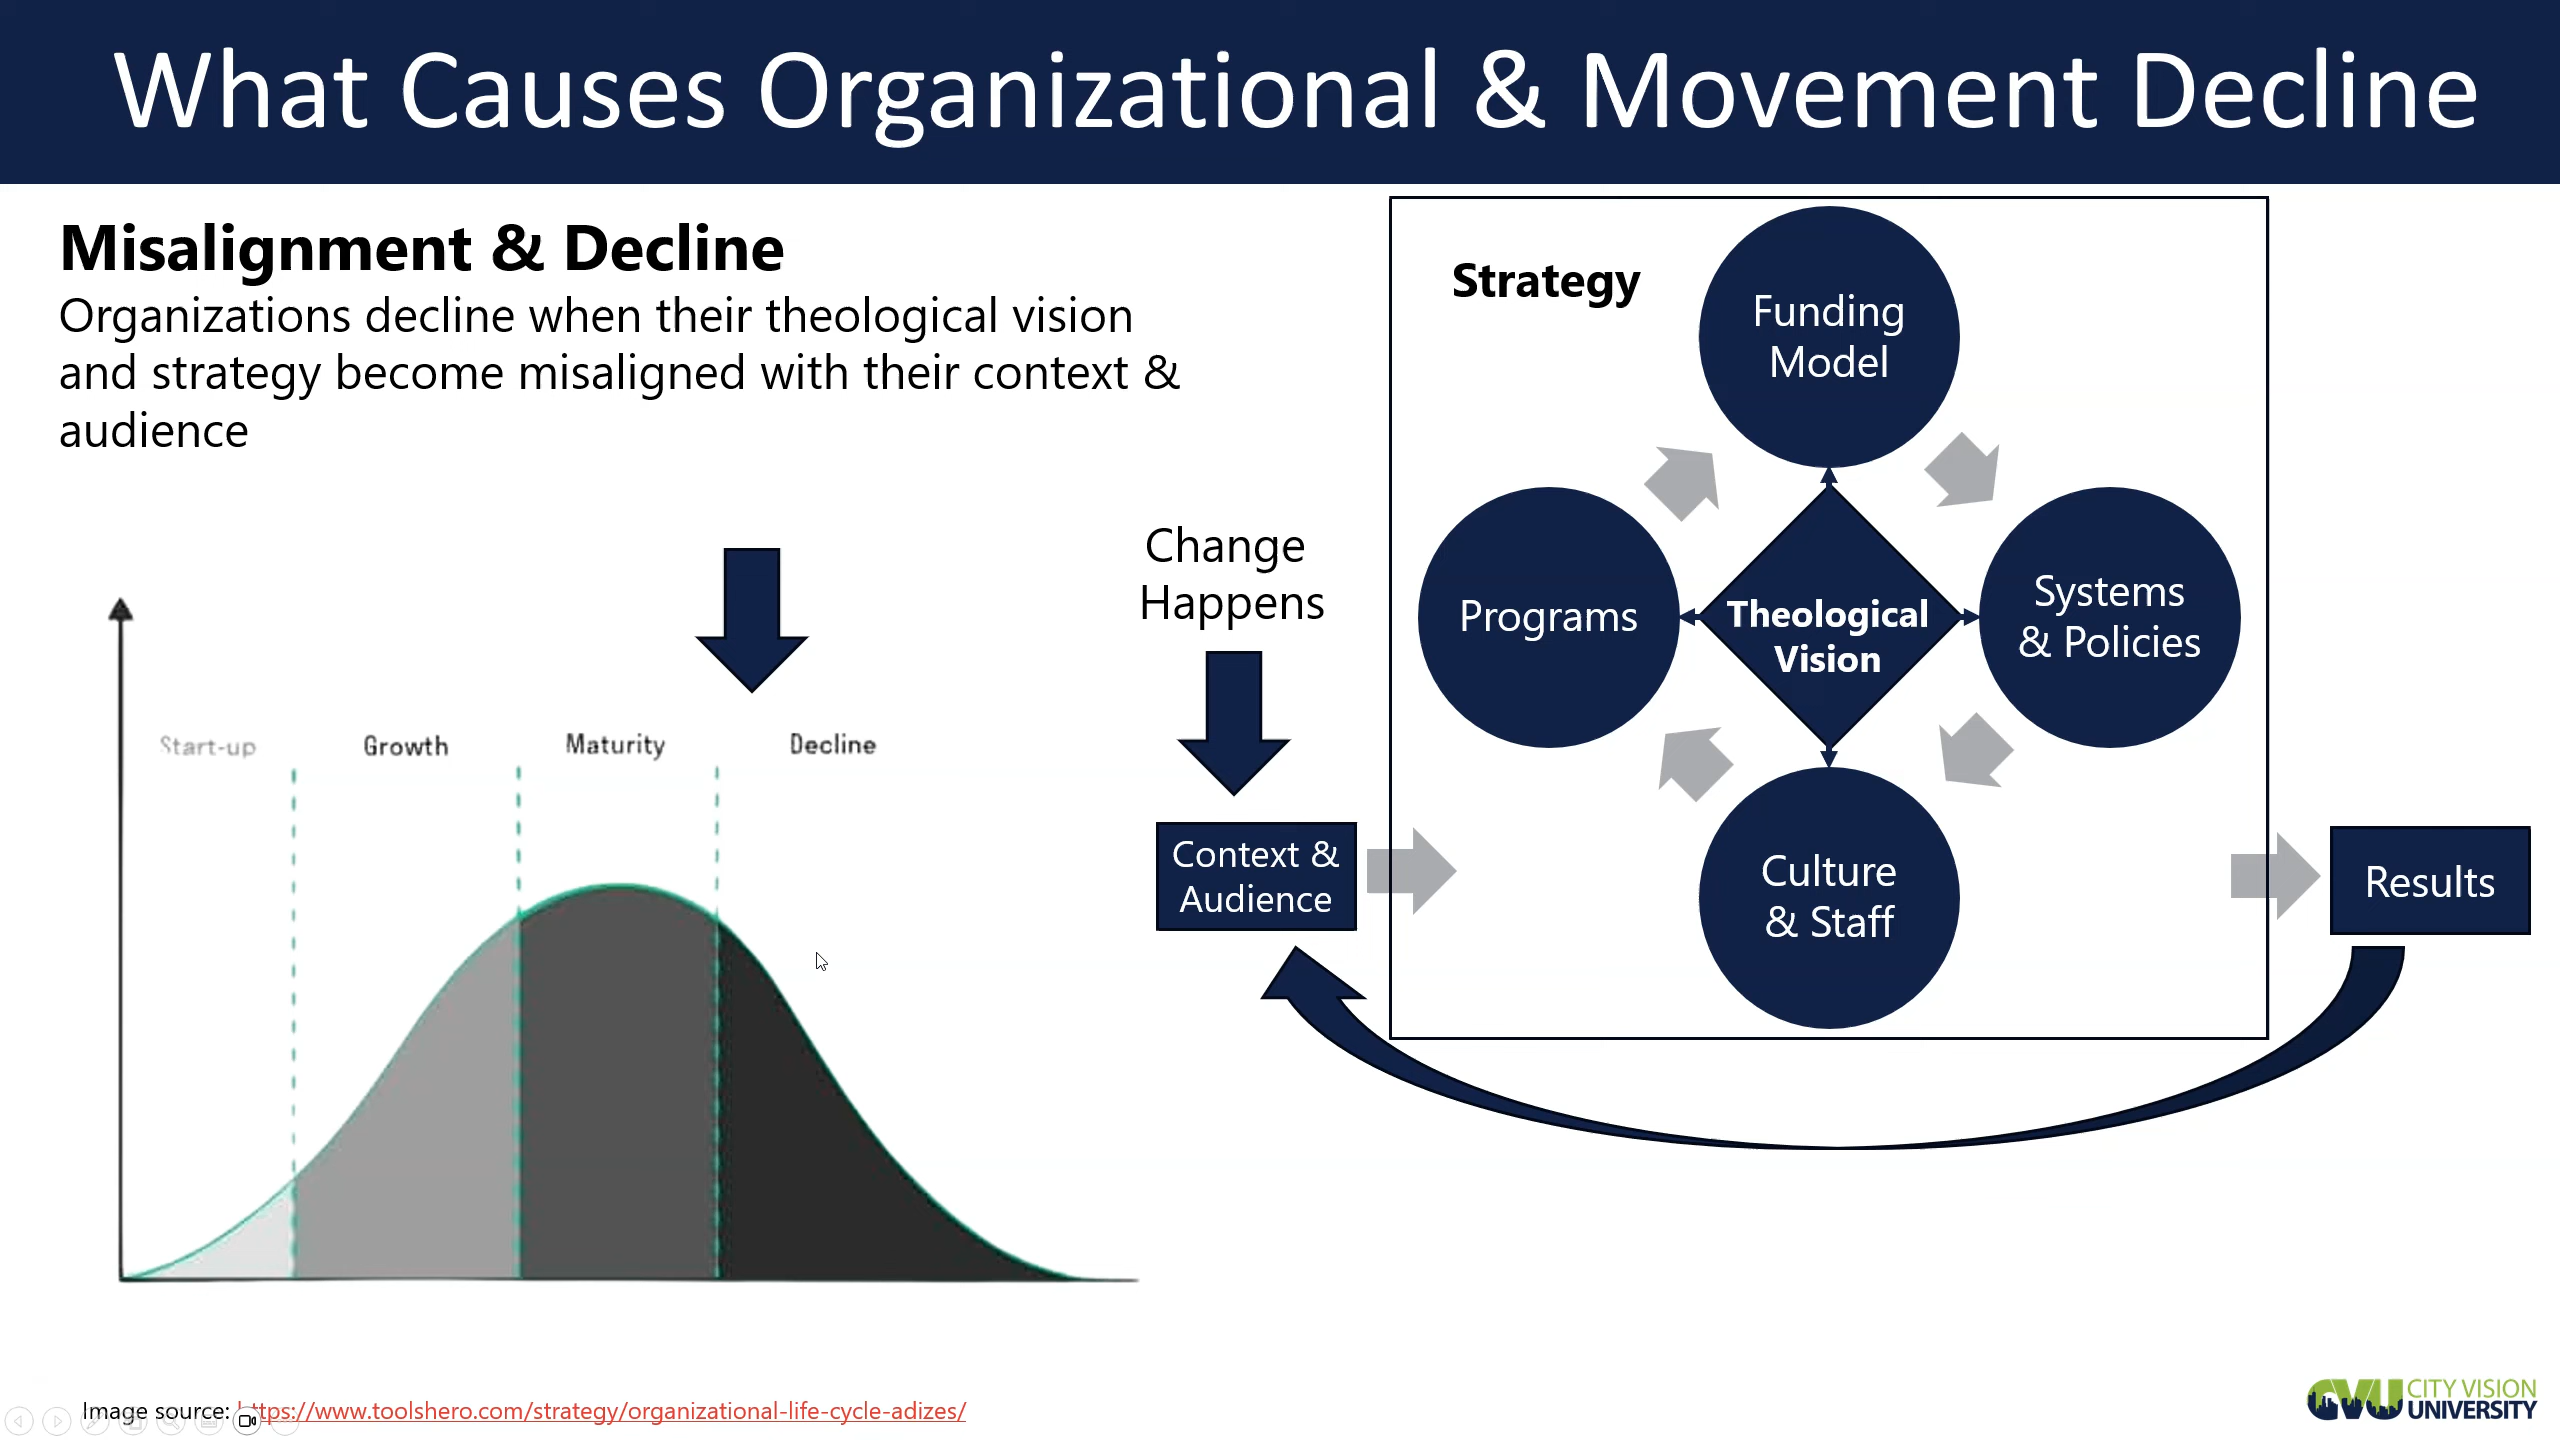 What Causes Organizational & Movement Decline
Misalignment & Decline
Organizations decline when their theological vision
and strategy become misaligned with their context &
audience
Start-up
Growth
Maturity
Decline
Change
Happens
Context &
Audience
Strategy
Funding
Model
Programs
Theological
Vision
Systems
& Policies
Culture
& Staff
Results
Image source: https://www.toolshero.com/strategy/organizational-life-cycle-adizes/
CVU CITY VISION
UNIVERSITY